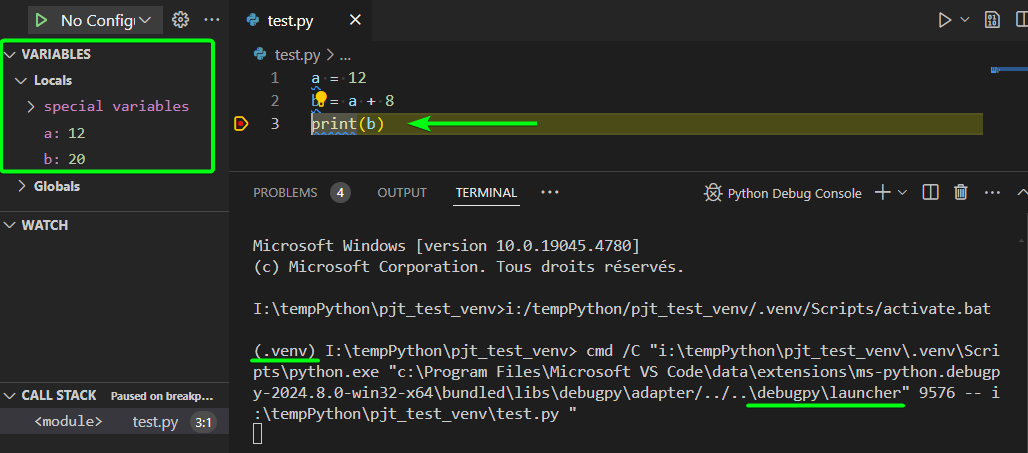 No Configu
test.py
VARIABLES
Locals
special variables
a: 12
b: 20
Globals
WATCH
CALL STACK Paused on breakp...
<module> test.py 3:1
test.py > ...
1 a = 12
2 b = a + 8
3 print(b)
PROBLEMS 4 OUTPUT TERMINAL ...
Python Debug Console
Microsoft Windows [version 10.0.19045.4780]
(c) Microsoft Corporation. Tous droits réservés.
I:\tempPython\pjt_test_venv>i:/tempPython/pjt_test_venv/.venv/Scripts/activate.bat
(.venv) I:\tempPython\pjt_test_venv> cmd /C "i:\tempPython\pjt_test_venv\.venv\Scri
pts\python.exe "c:\Program Files\Microsoft VS Code\data\extensions\ms-python.debugp
y-2024.8.0-win32-x64\bundled\libs\debugpy\adapter/../..\debugpy\launcher" 9576 -- i
:\tempPython\pjt_test_venv\test.py "